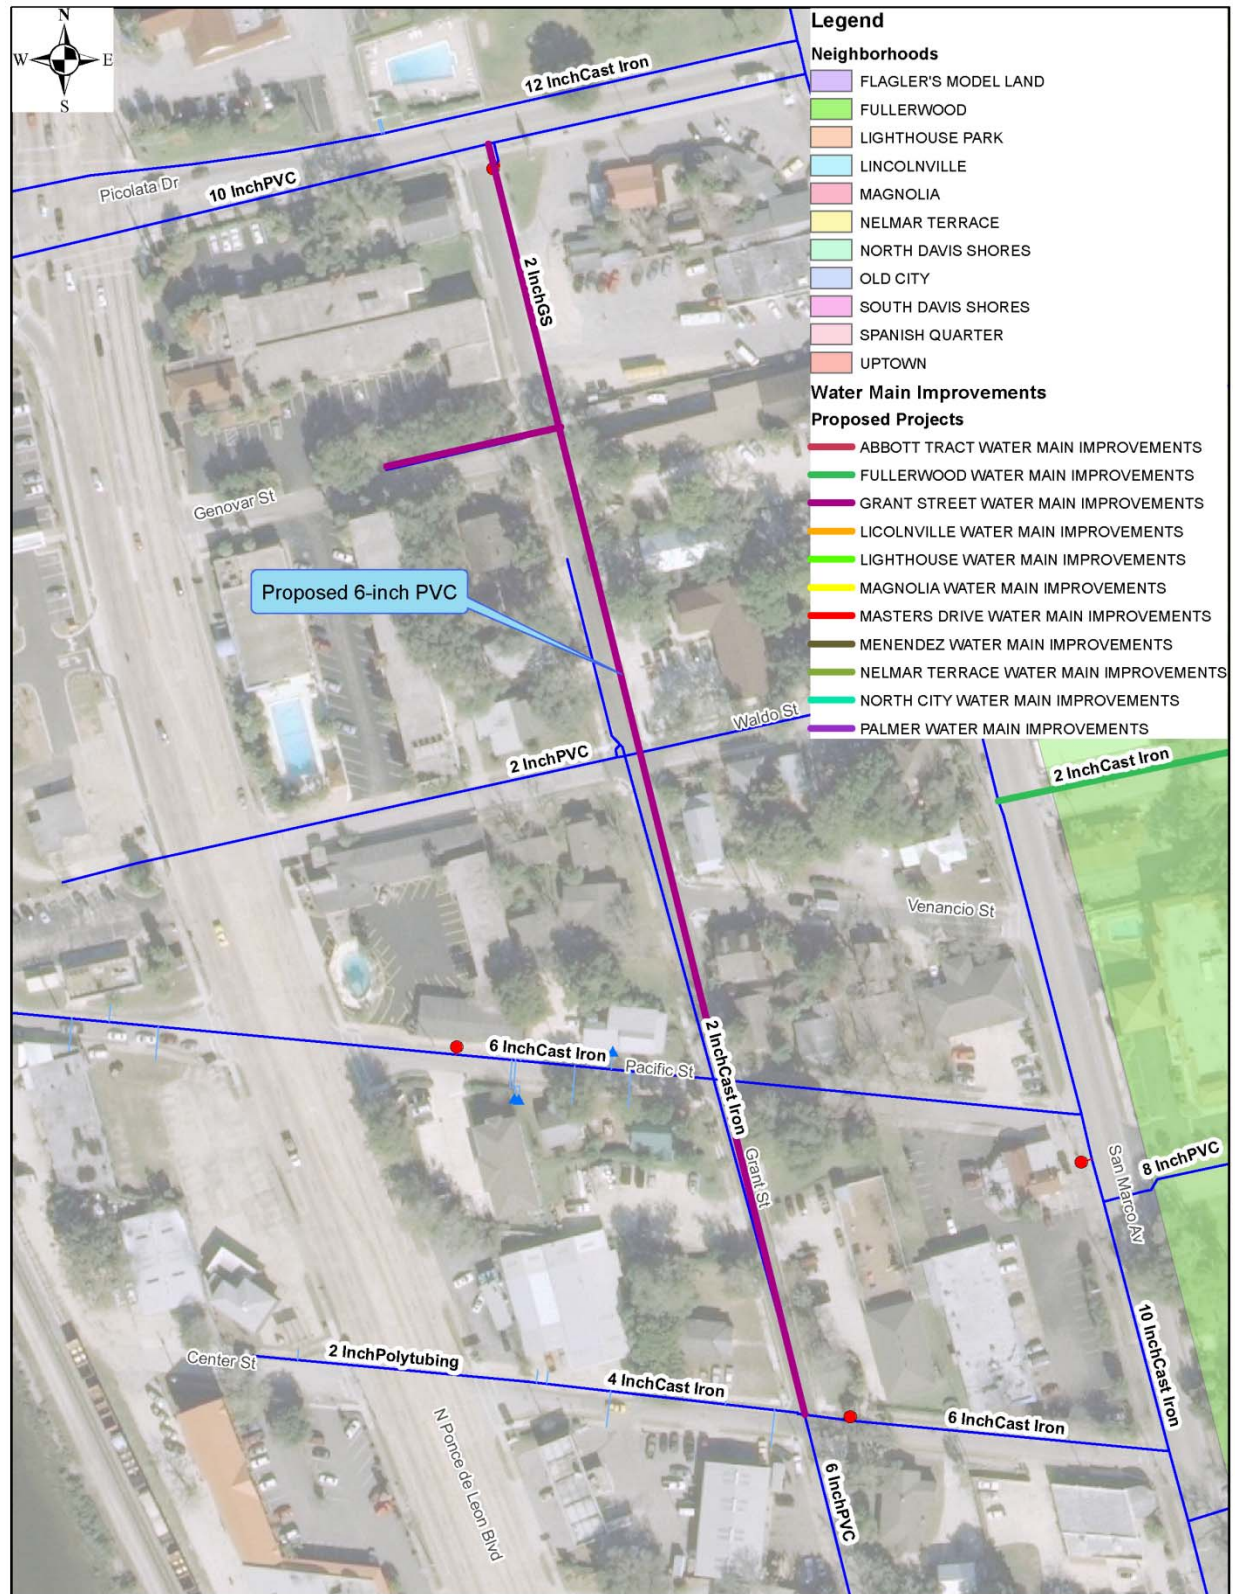 N
W E
S
Legend
Neighborhoods
FLAGLER'S MODEL LAND
FULLERWOOD
LIGHTHOUSE PARK
LINCOLNVILLE
MAGNOLIA
NELMAR TERRACE
NORTH DAVIS SHORES
OLD CITY
SOUTH DAVIS SHORES
SPANISH QUARTER
UPTOWN
Water Main Improvements
Proposed Projects
ABBOTT TRACT WATER MAIN IMPROVEMENTS
FULLERWOOD WATER MAIN IMPROVEMENTS
GRANT STREET WATER MAIN IMPROVEMENTS
LICOLNVILLE WATER MAIN IMPROVEMENTS
LIGHTHOUSE WATER MAIN IMPROVEMENTS
MAGNOLIA WATER MAIN IMPROVEMENTS
MASTERS DRIVE WATER MAIN IMPROVEMENTS
MENENDEZ WATER MAIN IMPROVEMENTS
NELMAR TERRACE WATER MAIN IMPROVEMENTS
NORTH CITY WATER MAIN IMPROVEMENTS
PALMER WATER MAIN IMPROVEMENTS
12 InchCast Iron
Picolata Dr
10 InchPVC
2 InchGS
Genovar St
Proposed 6-inch PVC
Waldo St
2 InchPVC
2 InchCast Iron
Venancio St
6 InchCast Iron
Pacific St
2 InchCast Iron
Grant St
San Marco Av
8 InchPVC
Center St
2 InchPolytubing
4 InchCast Iron
6 InchCast Iron
10 InchCast Iron
N Ponce de Leon Blvd
6 InchPVC